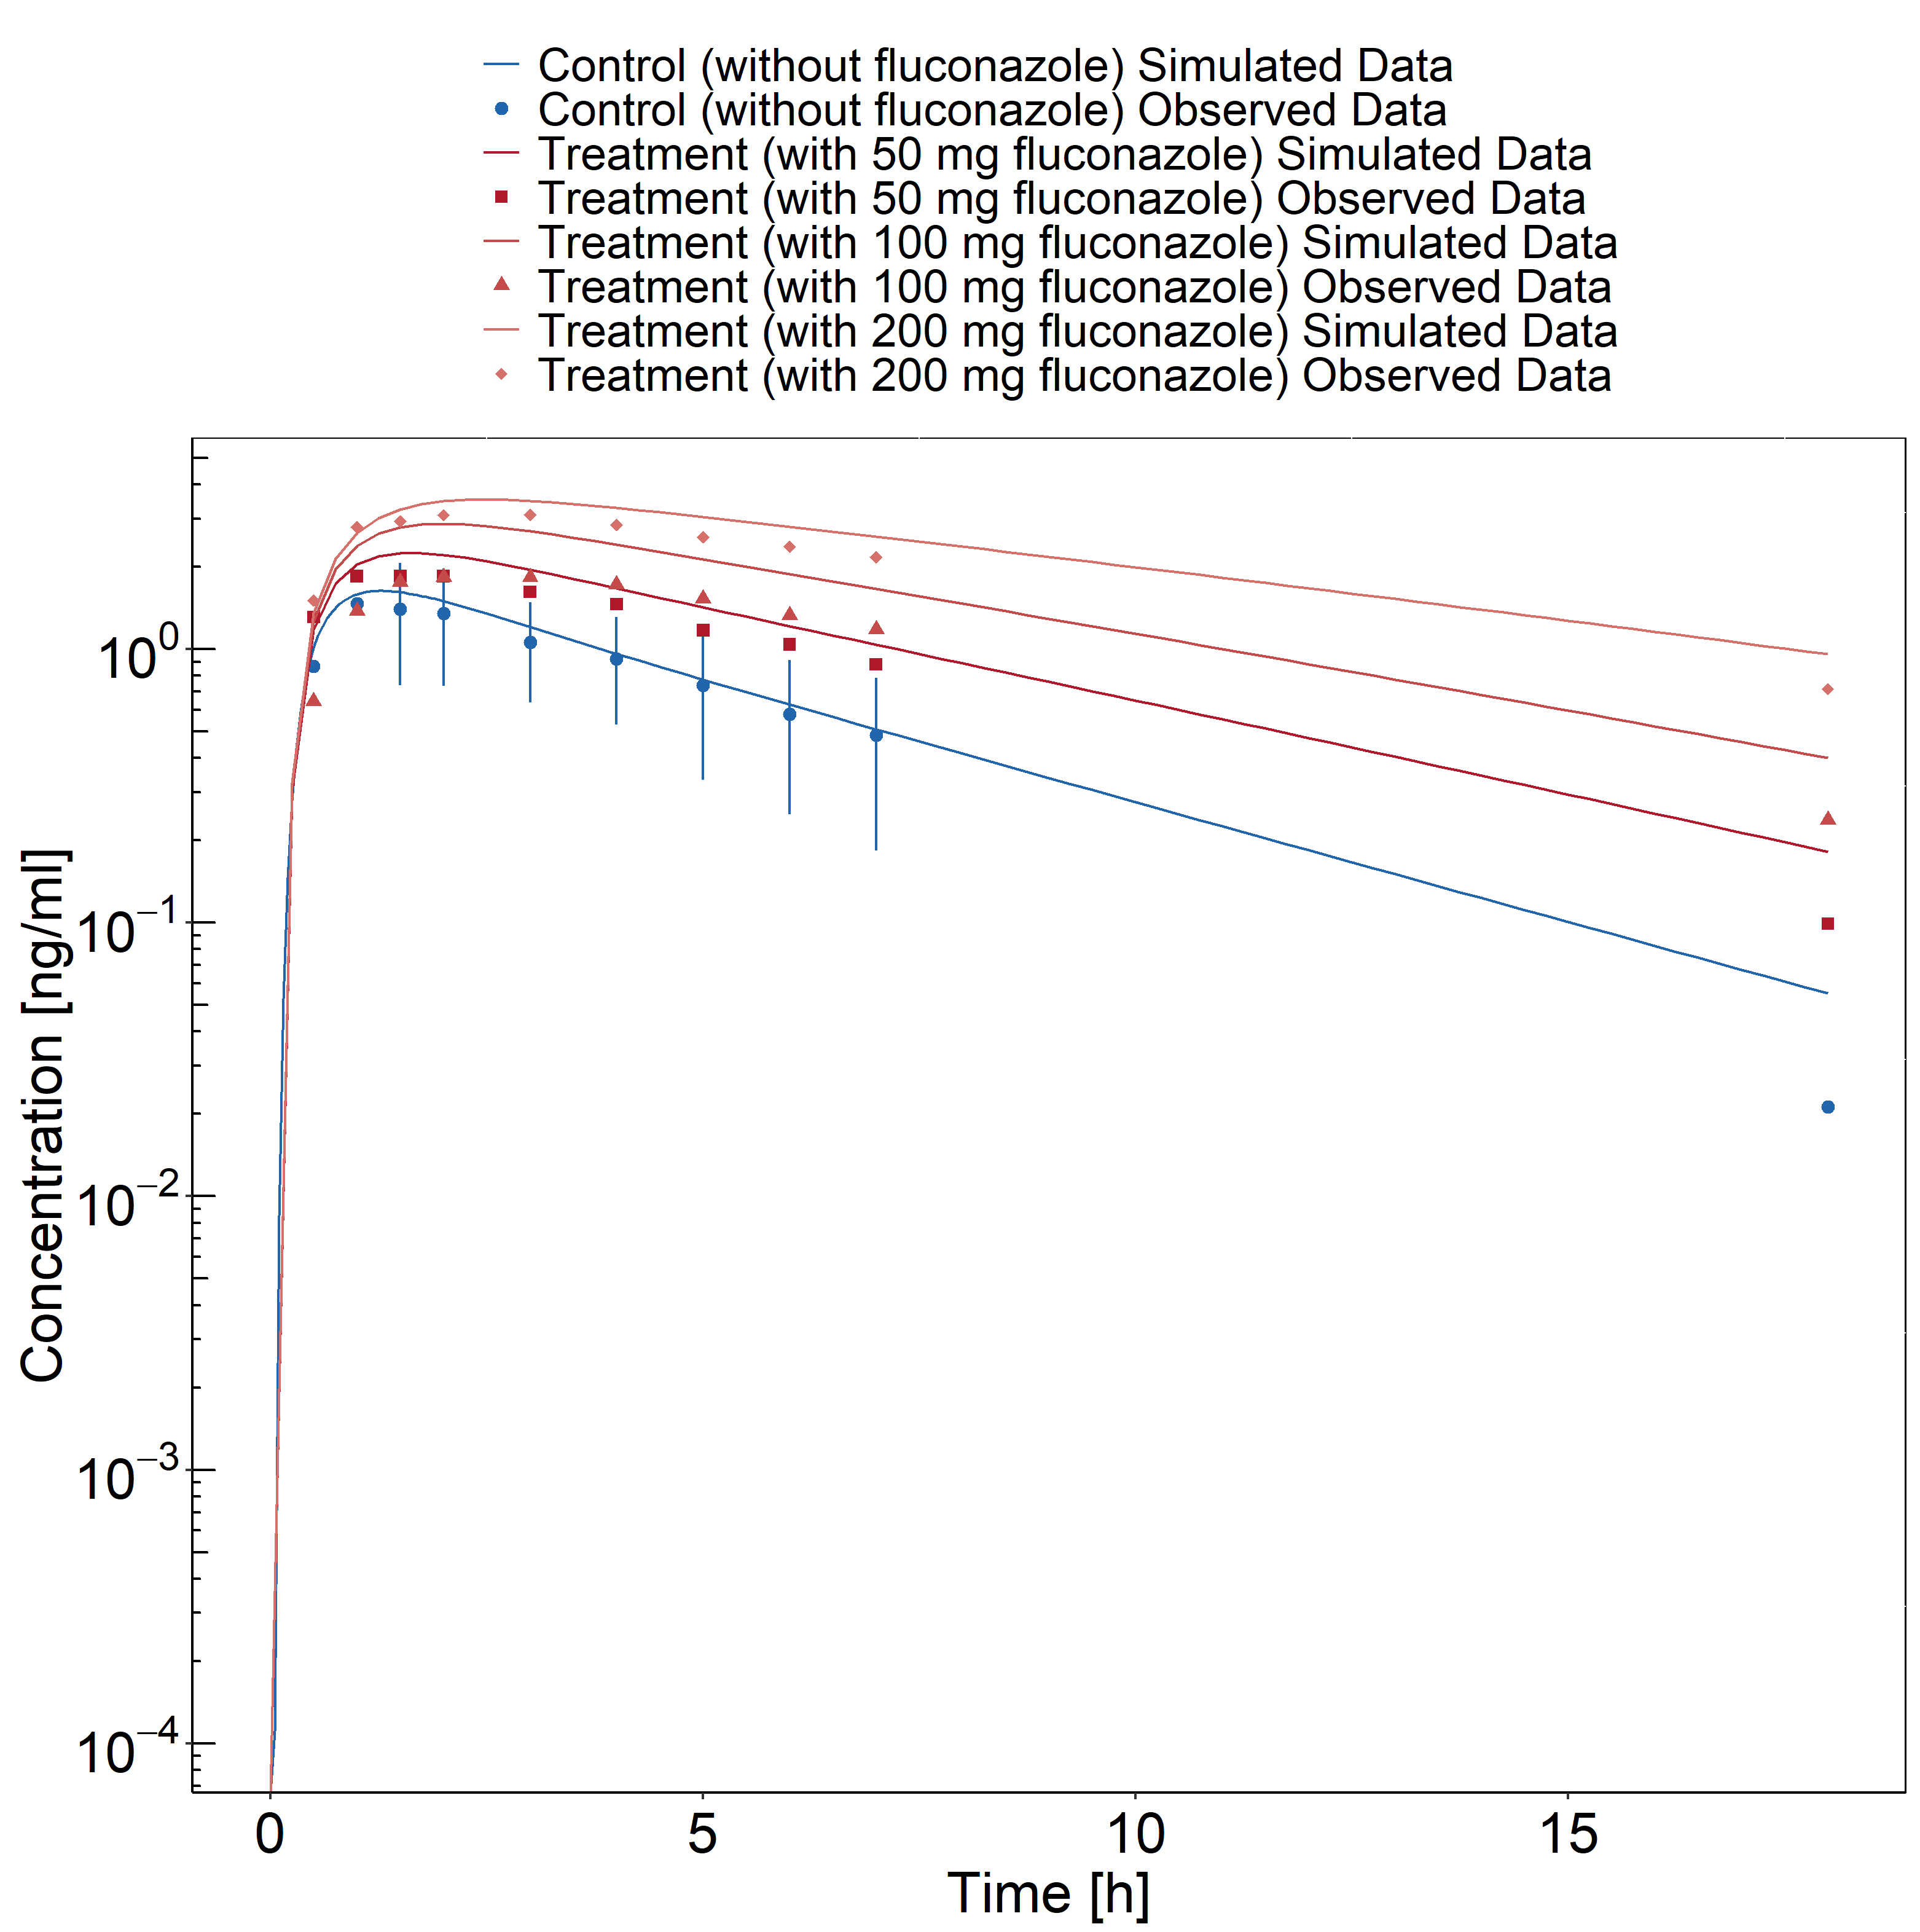 Control (without fluconazole) Simulated Data
Control (without fluconazole) Observed Data
Treatment (with 50 mg fluconazole) Simulated Data
Treatment (with 50 mg fluconazole) Observed Data
Treatment (with 100 mg fluconazole) Simulated Data
Treatment (with 100 mg fluconazole) Observed Data
Treatment (with 200 mg fluconazole) Simulated Data
Treatment (with 200 mg fluconazole) Observed Data
Concentration [ng/ml]
10⁰
10⁻¹
10⁻²
10⁻³
10⁻⁴
0 5 10 15
Time [h]